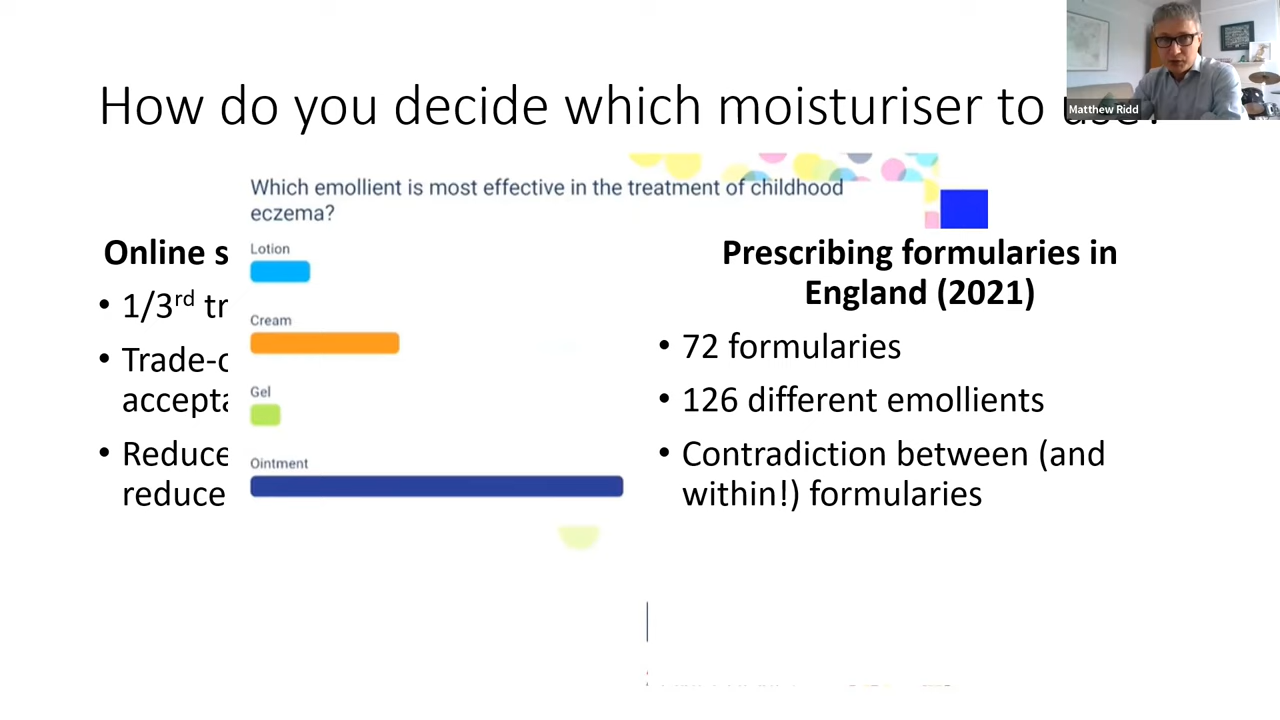 How do you decide which moisturiser to use?
Matthew Ridd
Which emollient is most effective in the treatment of childhood
eczema?
Lotion
Cream
Gel
Ointment
Online s
• 1/3rd tr
• Trade-o
accepta
• Reduce
reduce
Prescribing formularies in
England (2021)
• 72 formularies
• 126 different emollients
• Contradiction between (and
within!) formularies